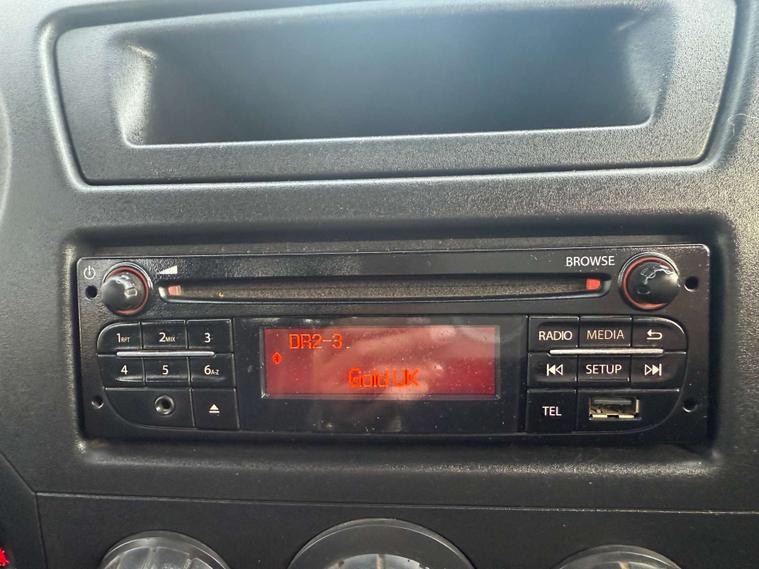 BROWSE
1RPT 2MIX 3
4 5 6A-Z
DR2-3
Gold UK
RADIO MEDIA
SETUP
TEL